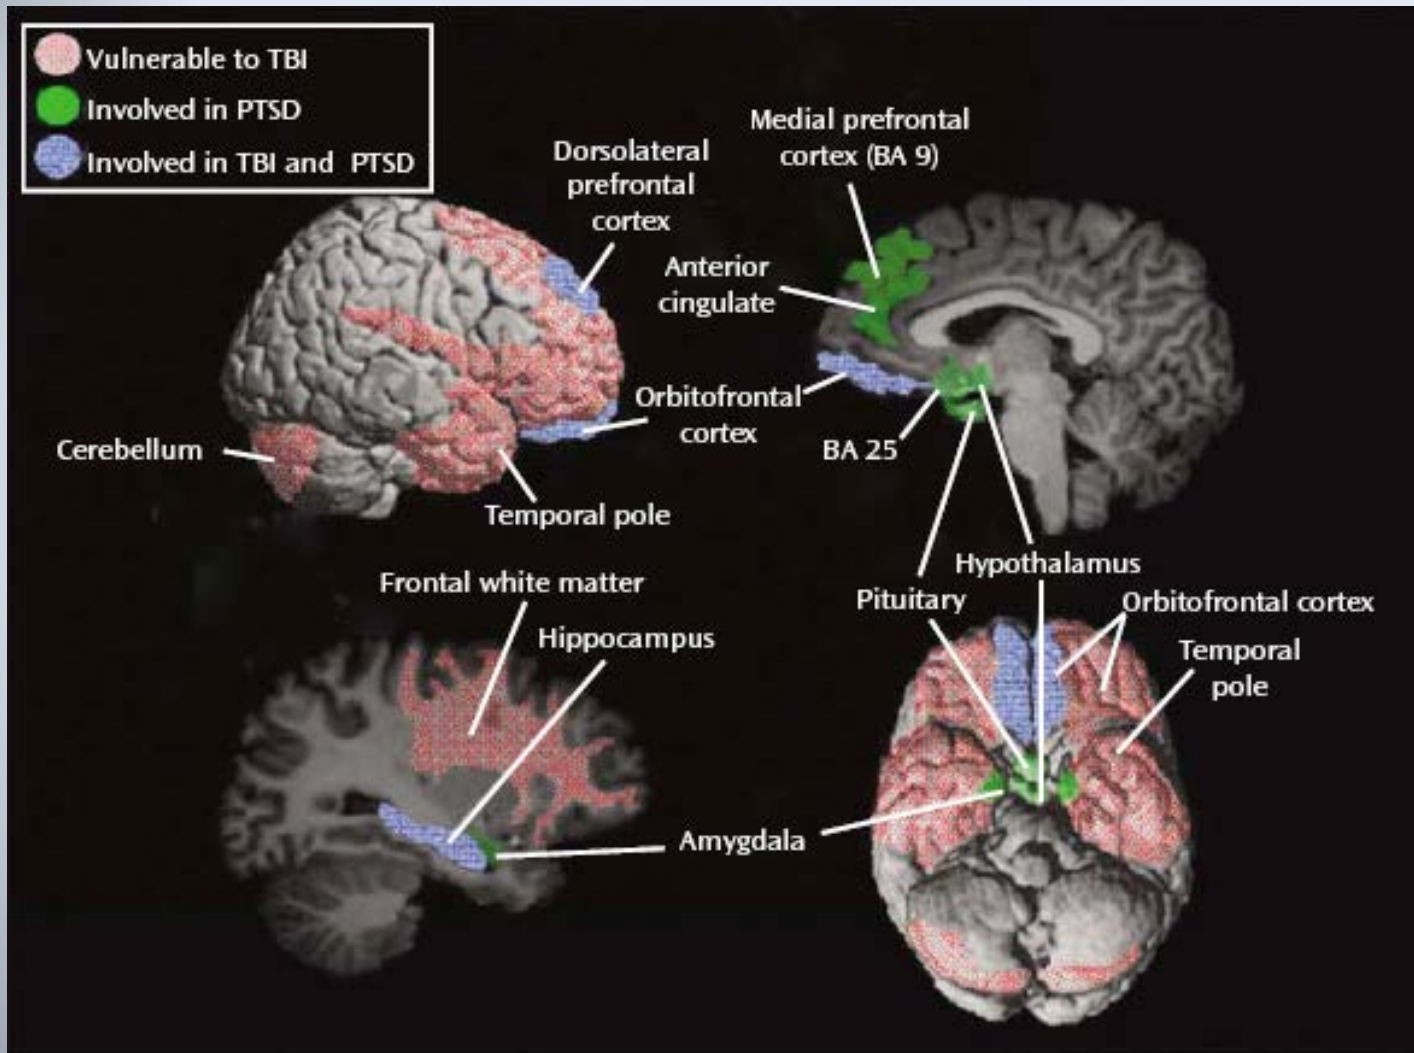 Vulnerable to TBI
Involved in PTSD
Involved in TBI and PTSD
Dorsolateral
prefrontal
cortex
Medial prefrontal
cortex (BA 9)
Anterior
cingulate
Orbitofrontal
cortex
BA 25
Cerebellum
Temporal pole
Frontal white matter
Hippocampus
Hypothalamus
Pituitary
Orbitofrontal cortex
Temporal
pole
Amygdala